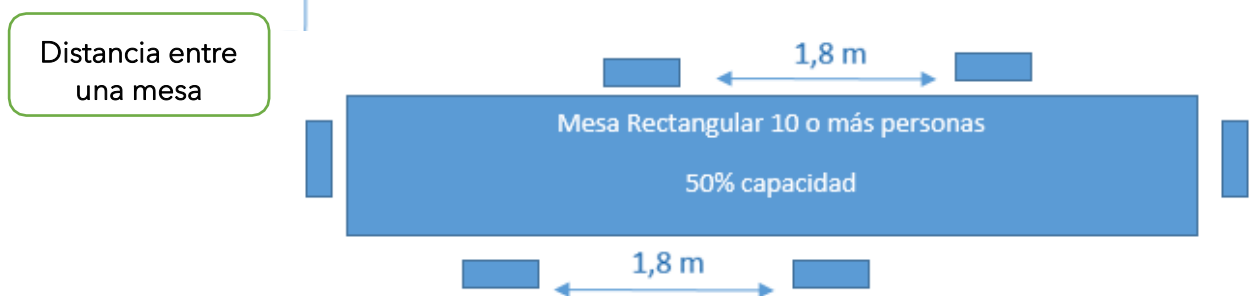 Distancia entre
una mesa
1,8 m
Mesa Rectangular 10 o más personas
50% capacidad
1,8 m